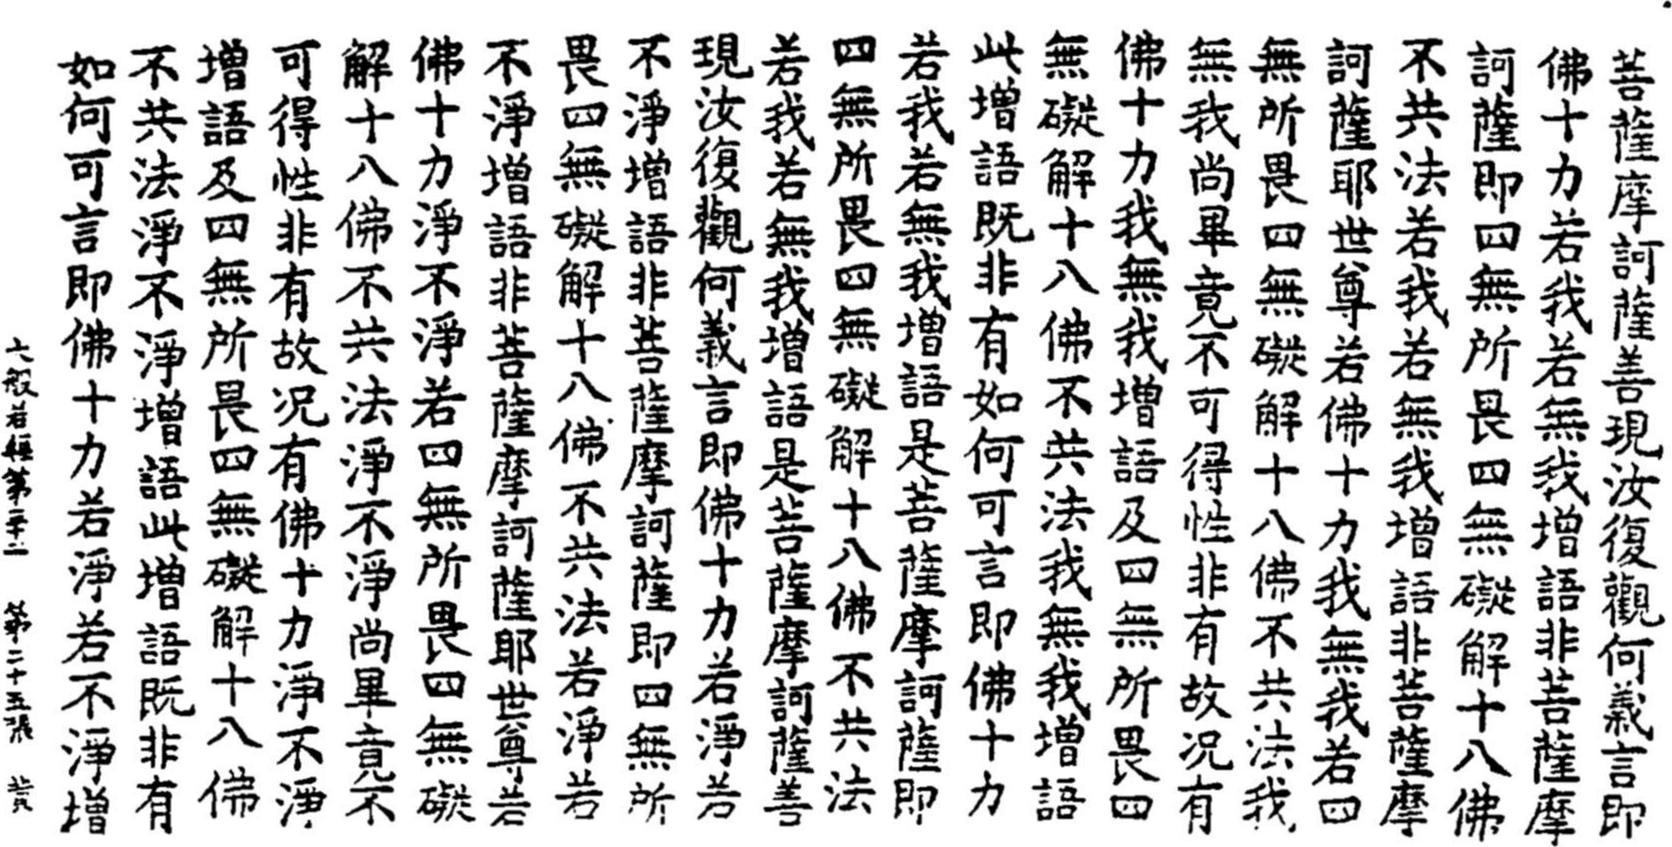 菩薩摩訶薩善現汝復觀何義言即
佛十力若我若無我增語非菩薩摩
訶薩即四無所畏四無礙解十八佛
不共法若我若無我增語非菩薩摩
訶薩耶世尊若佛十力我無我若四
無所畏四無礙解十八佛不共法我
無我尚畢竟不可得性非有故况有
佛十力我無我增語及四無所畏四
無礙解十八佛不共法我無我增語
此增語既非有如何可言即佛十力
若我若無我增語是菩薩摩訶薩即
四無所畏四無礙解十八佛不共法
若我若無我增語是菩薩摩訶薩善
現汝復觀何義言即佛十力若淨若
不淨增語非菩薩摩訶薩即四無所
畏四無礙解十八佛不共法若淨若
不淨增語非菩薩摩訶薩耶世尊若
佛十力淨不淨若四無所畏四無礙
解十八佛不共法淨不淨尚畢竟不
可得性非有故况有佛十力淨不淨
增語及四無所畏四無礙解十八佛
不共法淨不淨增語此增語既非有
如何可言即佛十力若淨若不淨增
大般若經第二十二 第二十五張